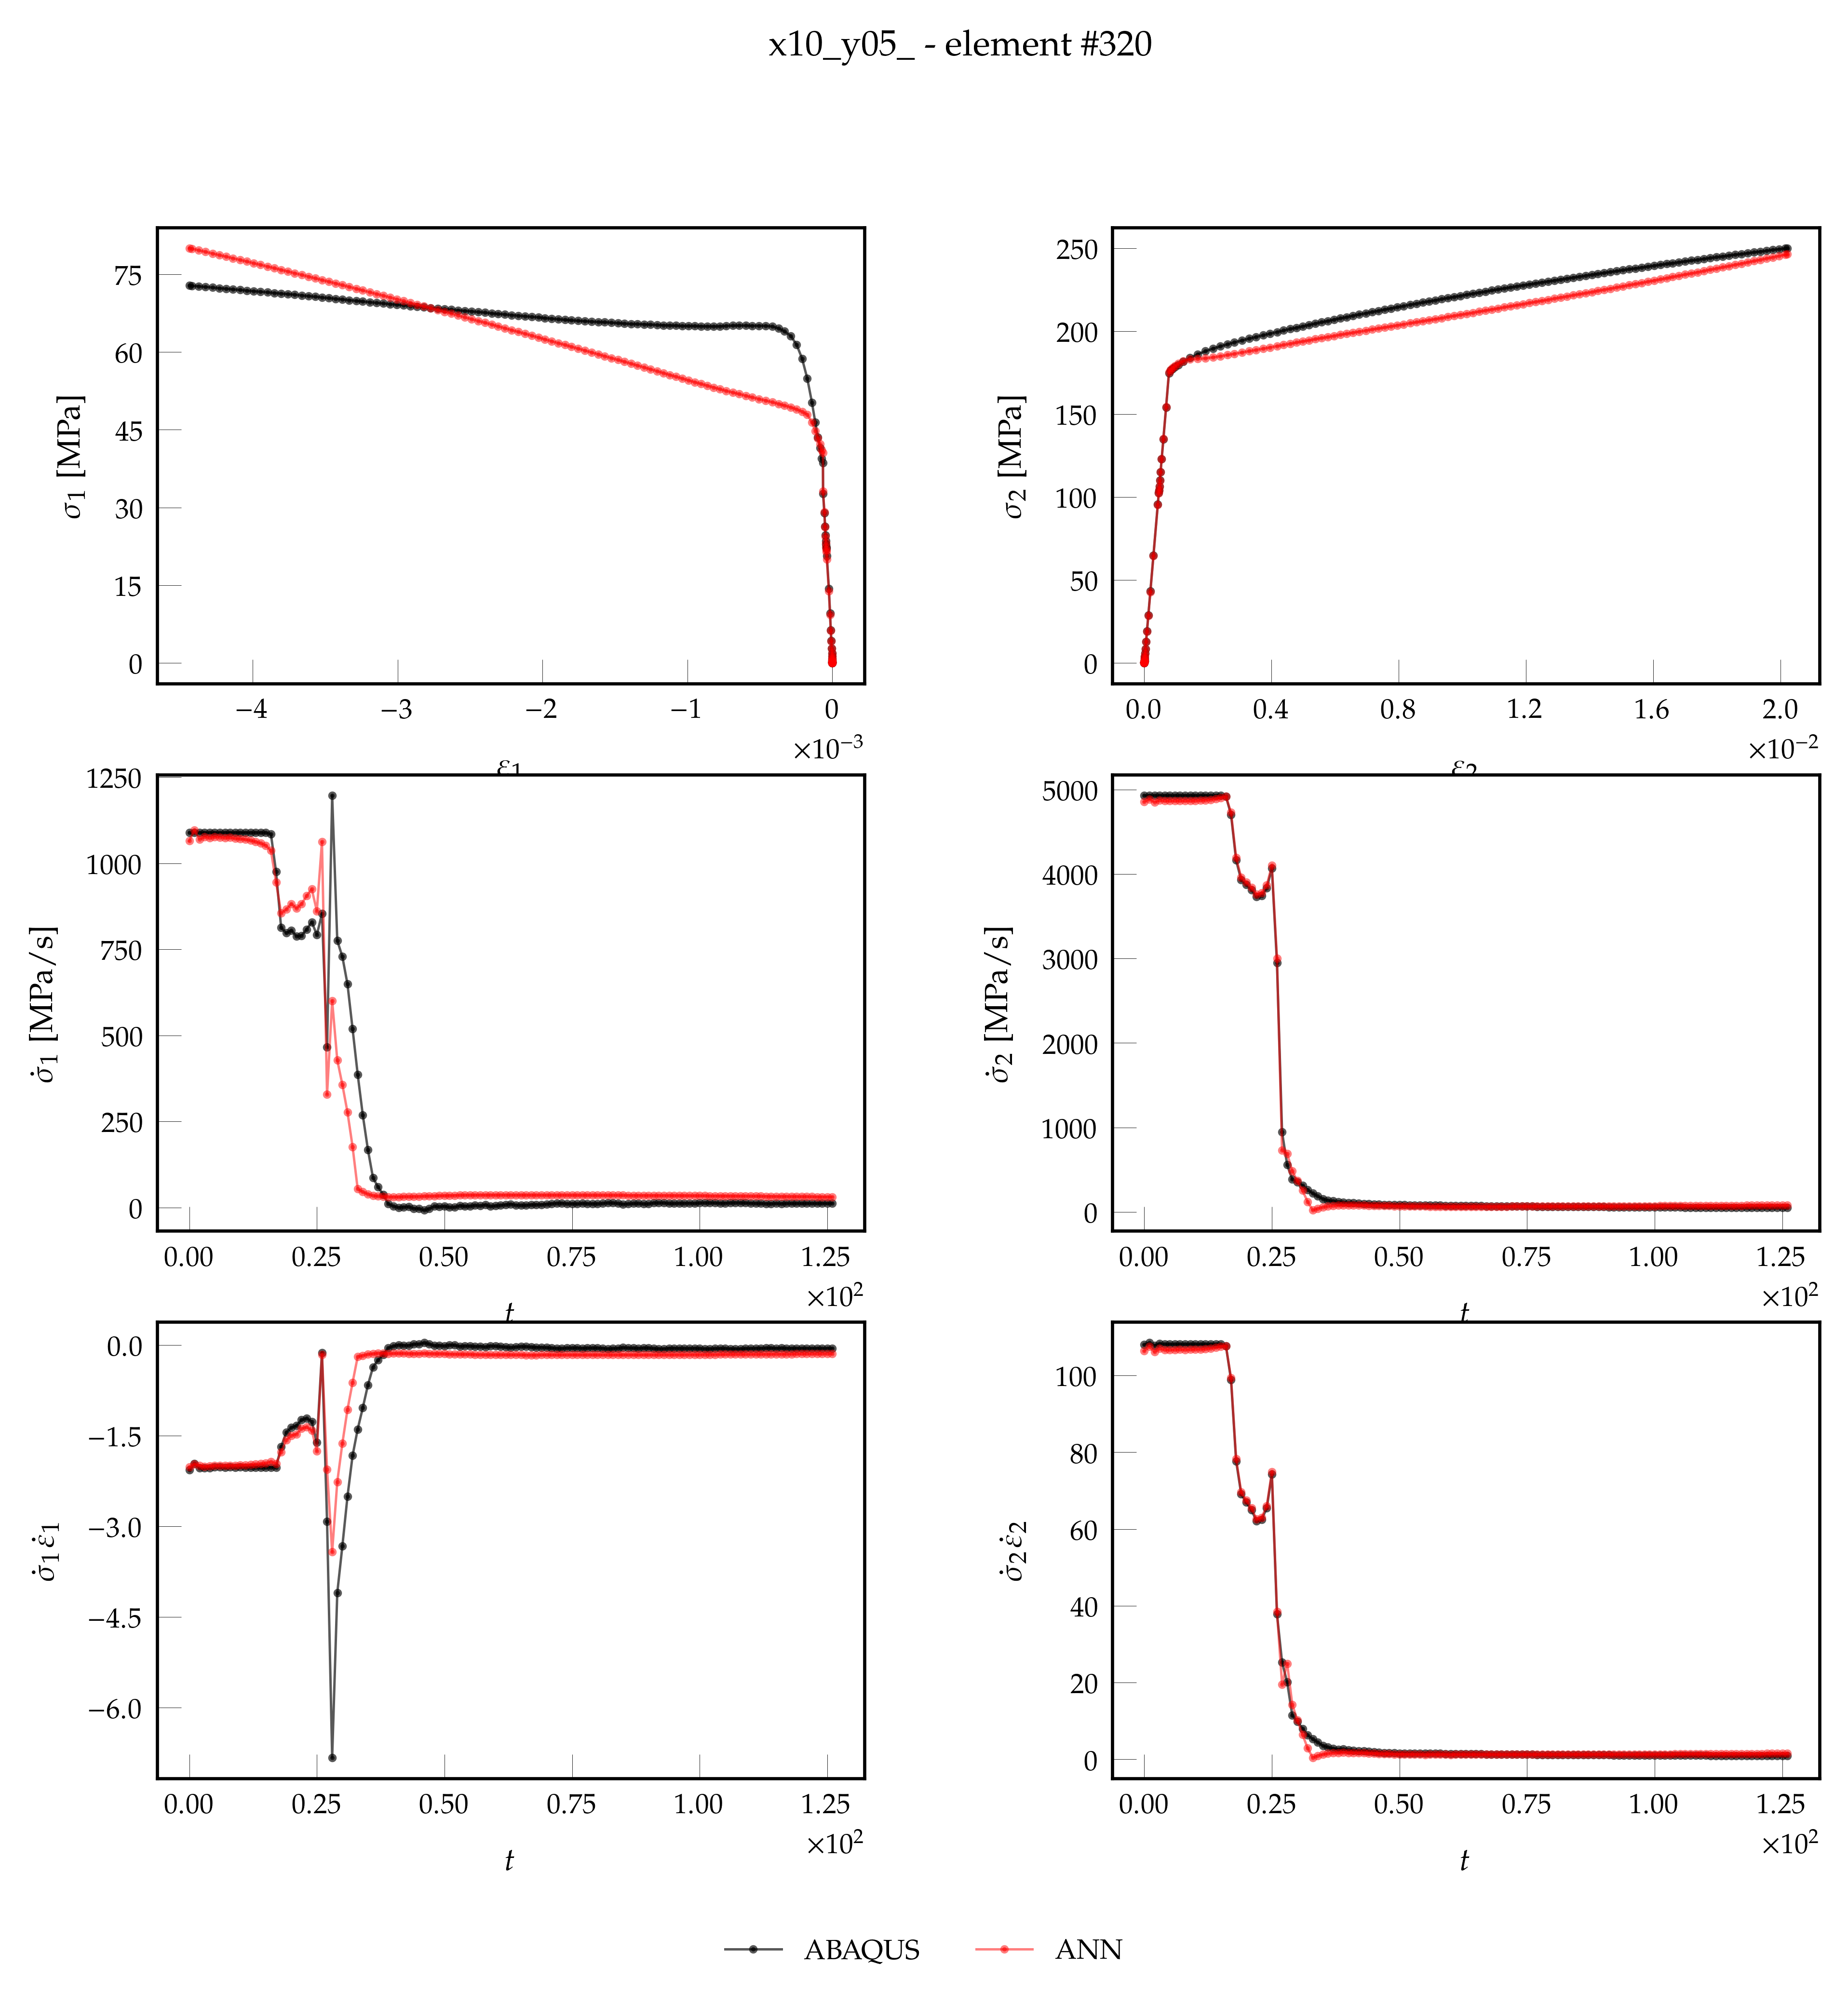 x10_y05_ - element #320
σ₁ [MPa]
75
60
45
30
15
0
−4 −3 −2 −1 0
×10⁻³
ε₁
σ₂ [MPa]
250
200
150
100
50
0
0.0 0.4 0.8 1.2 1.6 2.0
×10⁻²
ε₂
σ̇₁ [MPa/s]
1250
1000
750
500
250
0
0.00 0.25 0.50 0.75 1.00 1.25
×10²
t
σ̇₂ [MPa/s]
5000
4000
3000
2000
1000
0
0.00 0.25 0.50 0.75 1.00 1.25
×10²
t
σ̇₁ε̇₁
0.0
−1.5
−3.0
−4.5
−6.0
0.00 0.25 0.50 0.75 1.00 1.25
×10²
t
σ̇₂ε̇₂
100
80
60
40
20
0
0.00 0.25 0.50 0.75 1.00 1.25
×10²
t
ABAQUS ANN